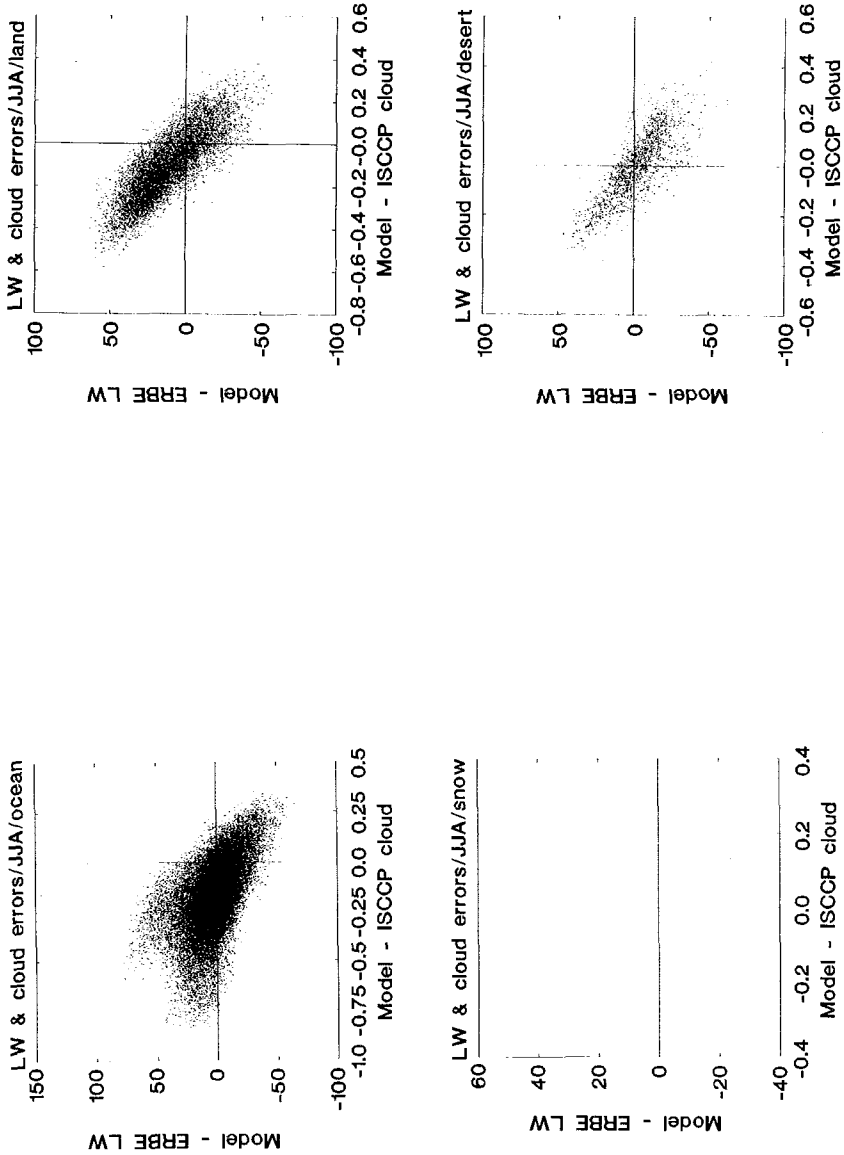 LW & cloud errors/JJA/ocean
150
100
50
0
-50
-100
-1.0 -0.75 -0.5 -0.25 0.0 0.25 0.5
Model - ISCCP cloud
Model - ERBE LW
LW & cloud errors/JJA/land
100
50
0
-50
-100
-0.8 -0.6 -0.4 -0.2 -0.0 0.2 0.4 0.6
Model - ISCCP cloud
Model - ERBE LW
LW & cloud errors/JJA/snow
60
40
20
0
-20
-40
-0.4 -0.2 0.0 0.2 0.4
Model - ISCCP cloud
Model - ERBE LW
LW & cloud errors/JJA/desert
100
50
0
-50
-100
-0.6 -0.4 -0.2 -0.0 0.2 0.4 0.6
Model - ISCCP cloud
Model - ERBE LW